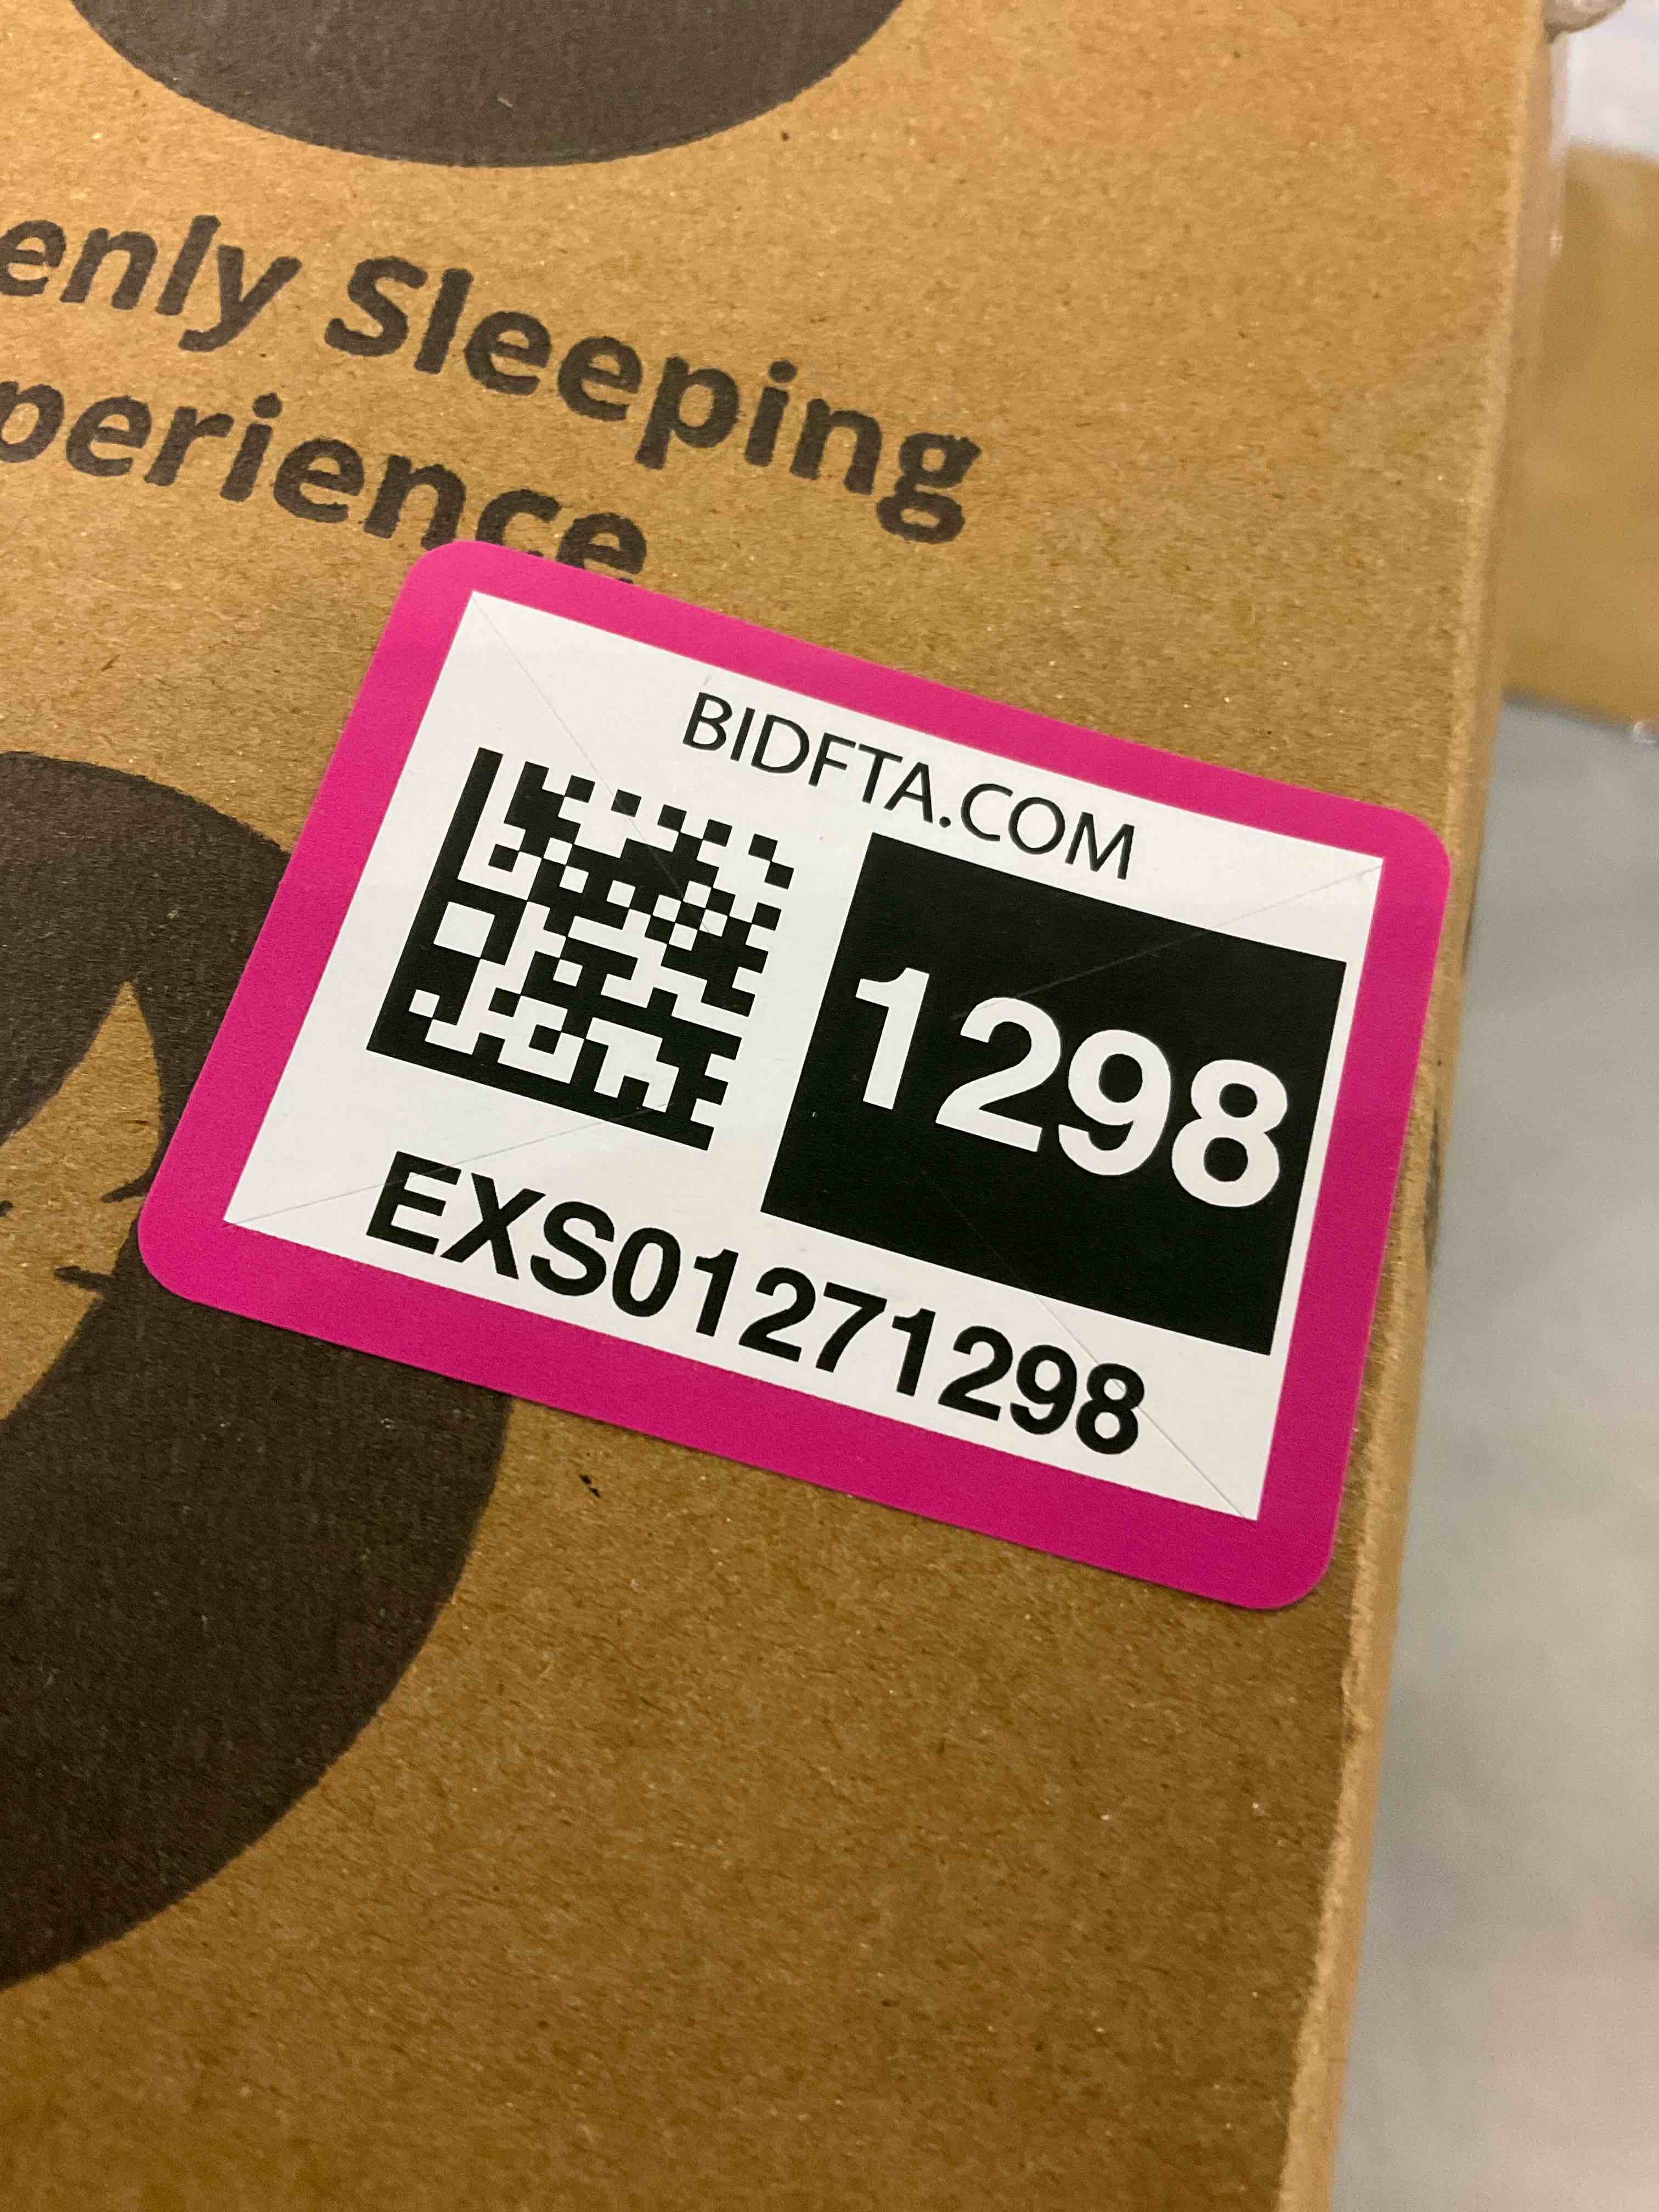 enly Sleeping
perience
BIDFTA.COM
1298
EXS01271298